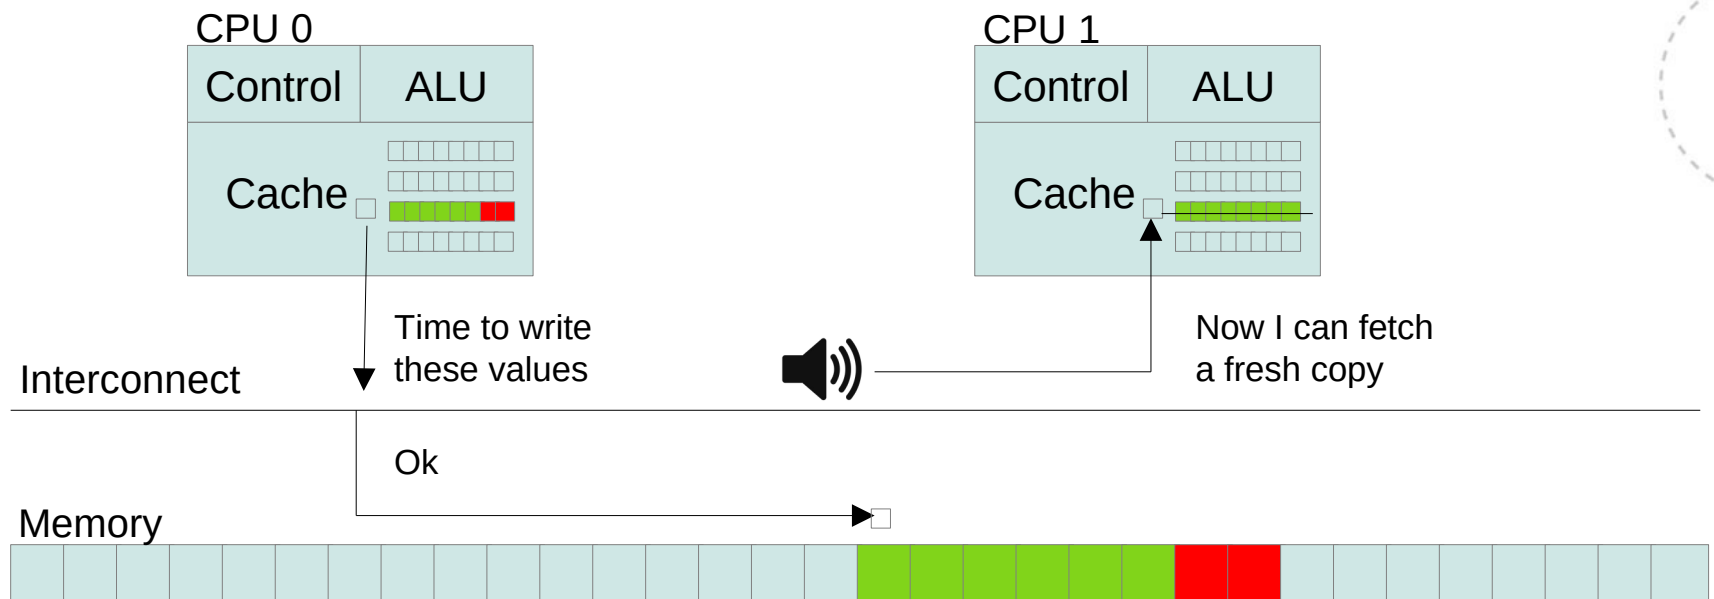 CPU 0
CPU 1
Control
ALU
Control
ALU
Cache
Cache
Time to write
these values
Now I can fetch
a fresh copy
Interconnect
Ok
Memory